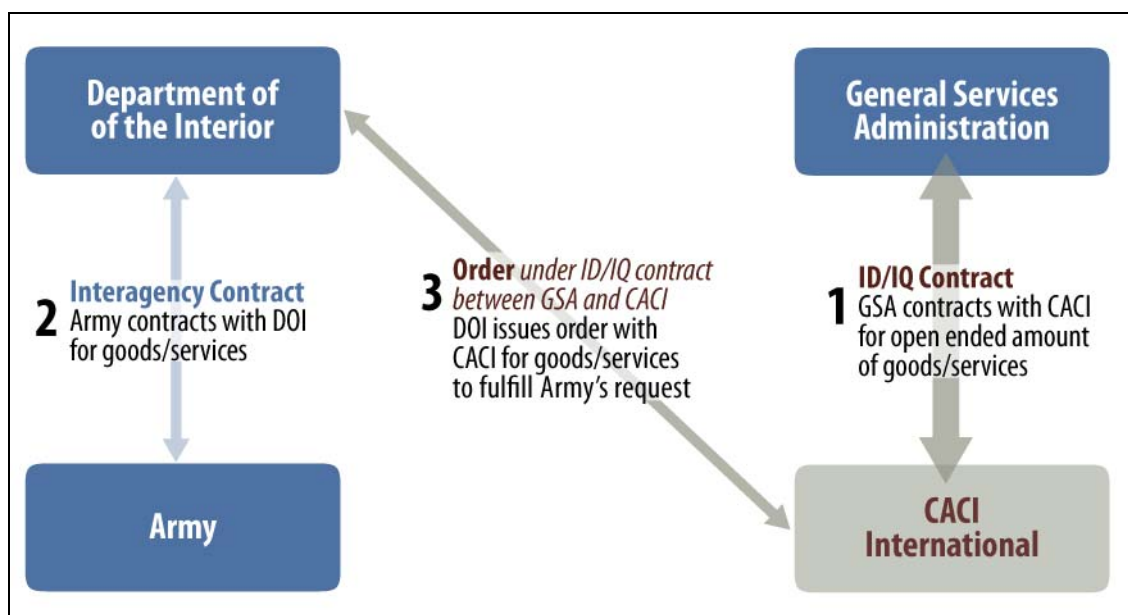 Department of
of the Interior
General Services
Administration
2
Interagency Contract
Army contracts with DOI
for goods/services
3
Order under ID/IQ contract
between GSA and CACI
DOI issues order with
CACI for goods/services
to fulfill Army's request
1
ID/IQ Contract
GSA contracts with CACI
for open ended amount
of goods/services
Army
CACI
International